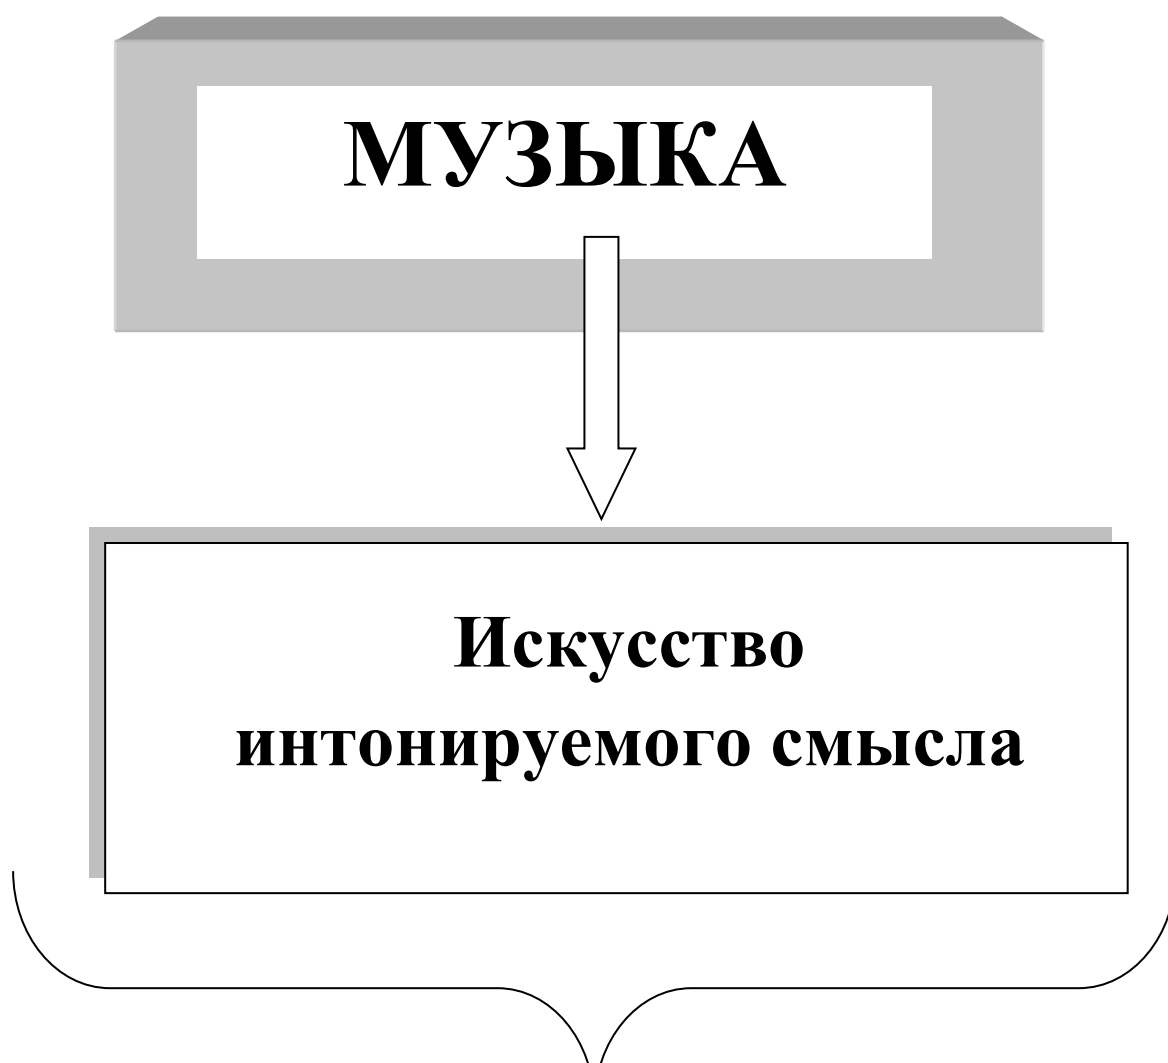 МУЗЫКА
Искусство
интонируемого смысла